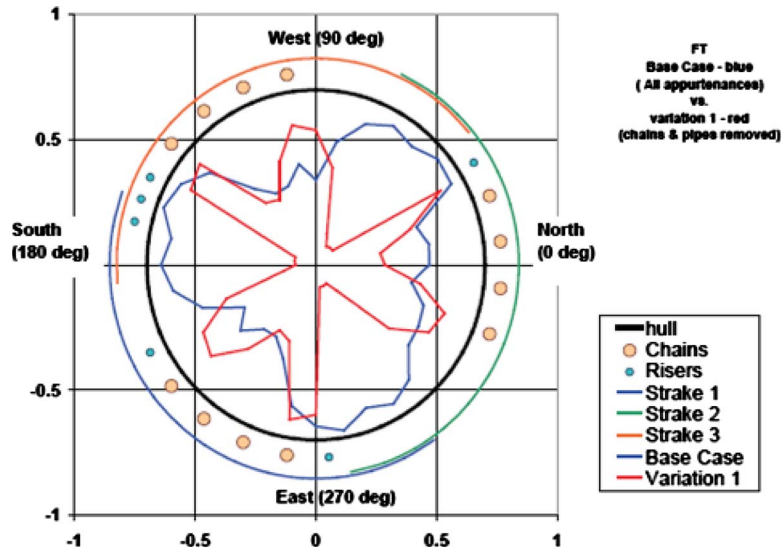 1
West (90 deg)
FT
Base Case - blue
( All appurtenances)
vs.
variation 1 - red
(chains & pipes removed)
0.5
South
(180 deg)
0
North
(0 deg)
hull
Chains
Risers
Strake 1
Strake 2
Strake 3
Base Case
Variation 1
-0.5
East (270 deg)
-1
-1
-0.5
0
0.5
1